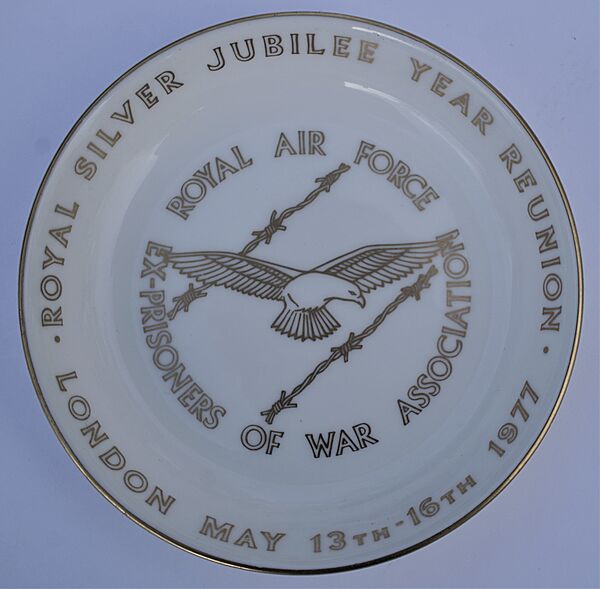 · ROYAL SILVER JUBILEE YEAR REUNION ·
LONDON MAY 13TH-16TH 1977
ROYAL AIR FORCE
EX-PRISONERS OF WAR ASSOCIATION